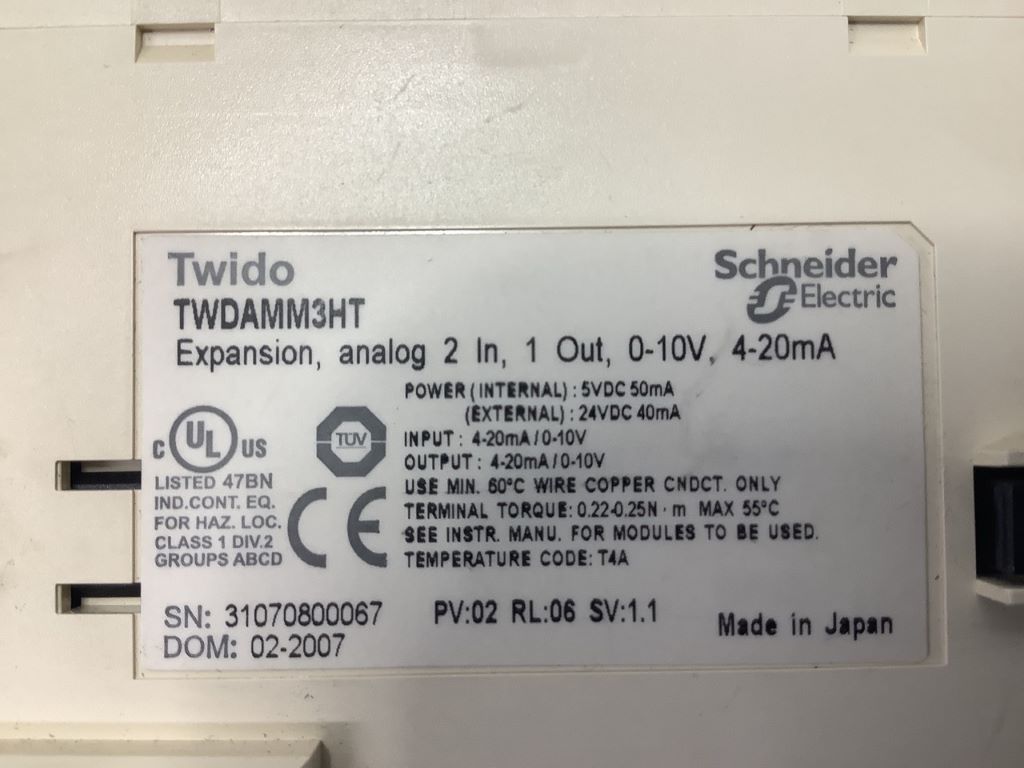 Twido
Schneider
Electric
TWDAMM3HT
Expansion, analog 2 In, 1 Out, 0-10V, 4-20mA
POWER (INTERNAL) : 5VDC 50mA
(EXTERNAL) : 24VDC 40mA
INPUT : 4-20mA / 0-10V
OUTPUT : 4-20mA / 0-10V
USE MIN. 60°C WIRE COPPER CNDCT. ONLY
TERMINAL TORQUE: 0.22-0.25N · m MAX 55°C
SEE INSTR. MANU. FOR MODULES TO BE USED.
TEMPERATURE CODE: T4A
C UL US
LISTED 47BN
IND.CONT. EQ.
FOR HAZ. LOC.
CLASS 1 DIV.2
GROUPS ABCD
TÜV
CE
SN: 31070800067
PV:02 RL:06 SV:1.1
DOM: 02-2007
Made in Japan